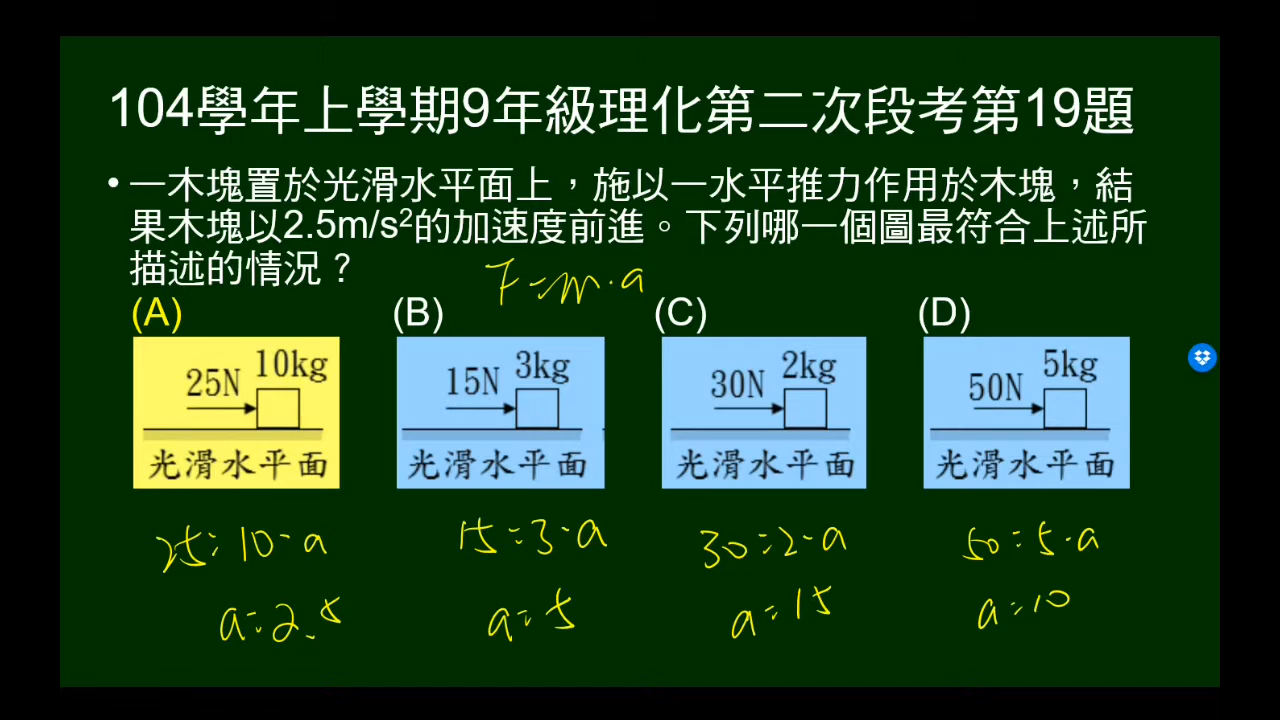 104學年上學期9年級理化第二次段考第19題
• 一木塊置於光滑水平面上，施以一水平推力作用於木塊，結
果木塊以2.5m/s²的加速度前進。下列哪一個圖最符合上述所
描述的情況？
F=m·a
(A) (B) (C) (D)
25N 10kg
光滑水平面
15N 3kg
光滑水平面
30N 2kg
光滑水平面
50N 5kg
光滑水平面
25=10·a
a=2.5
15=3·a
a=5
30=2·a
a=15
50=5·a
a=10